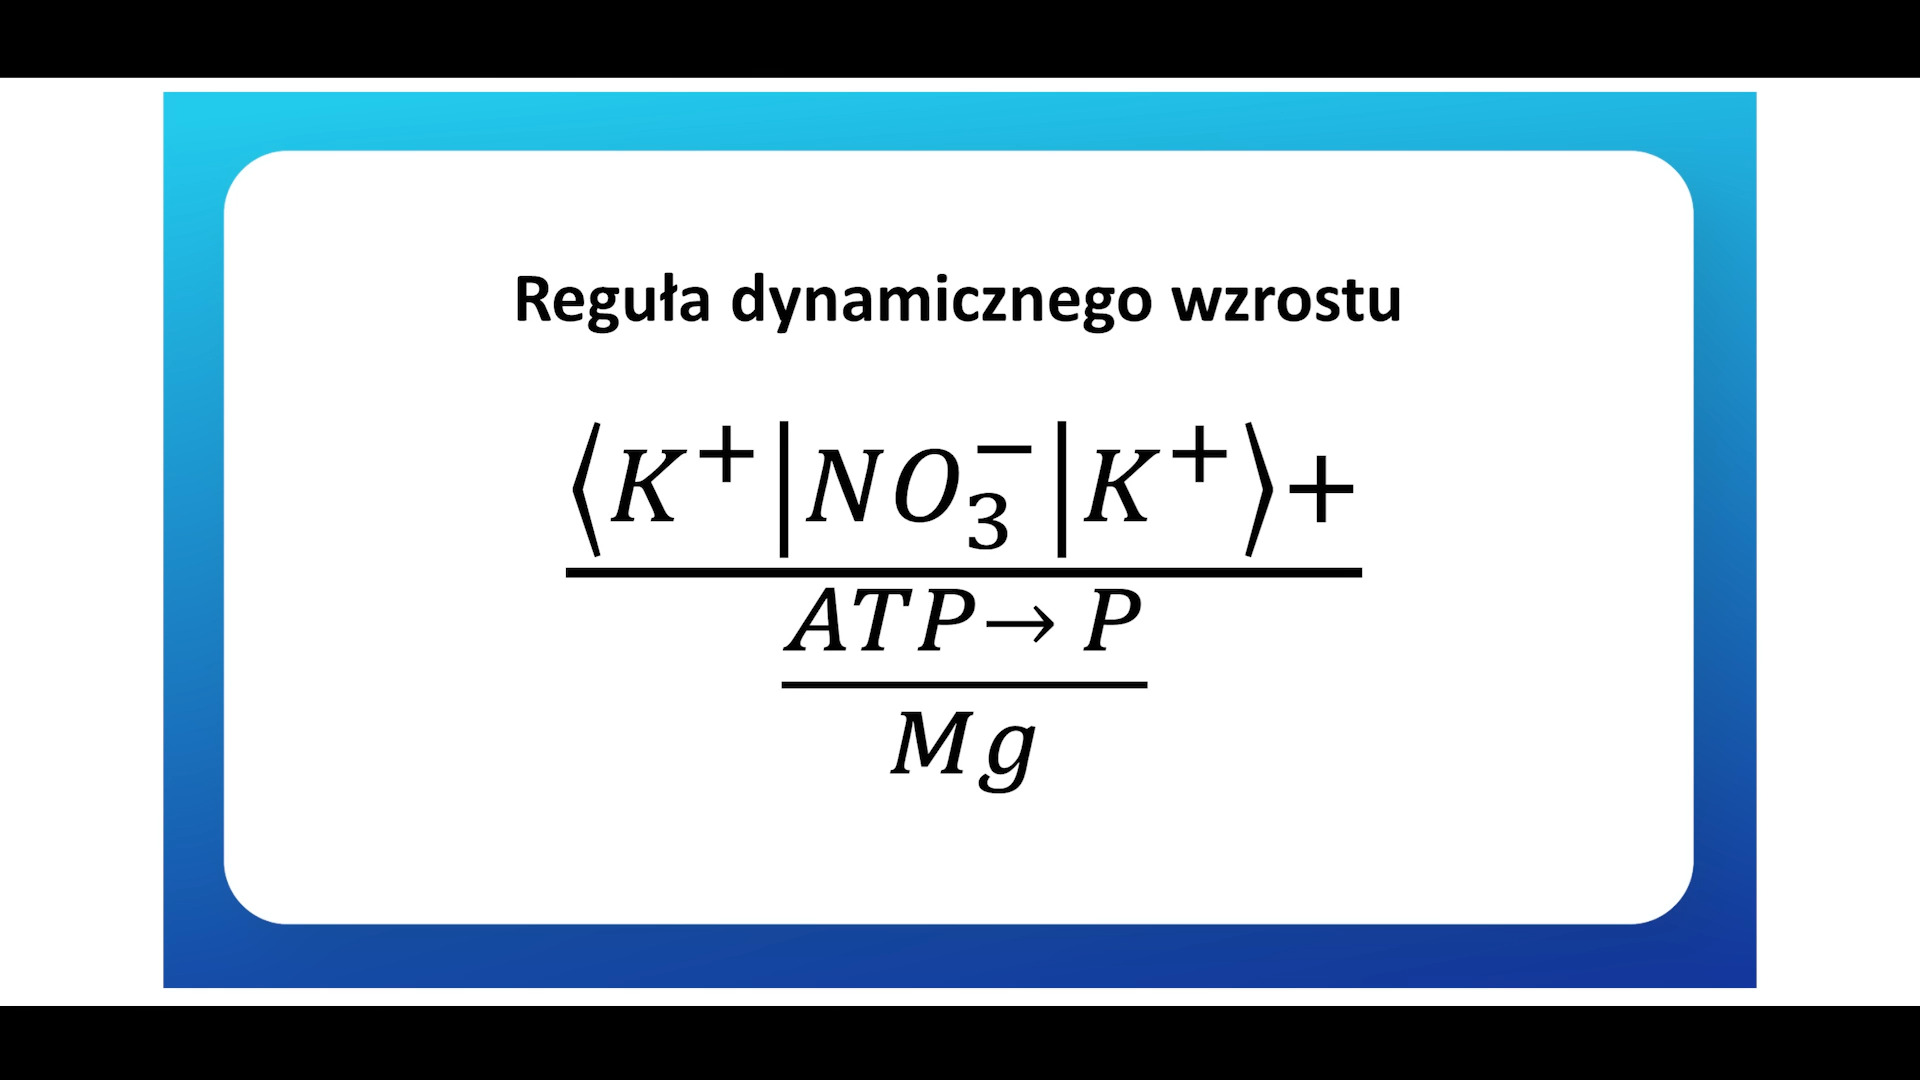 Reguła dynamicznego wzrostu
⟨K⁺|NO₃⁻|K⁺⟩+
ATP→ P
Mg